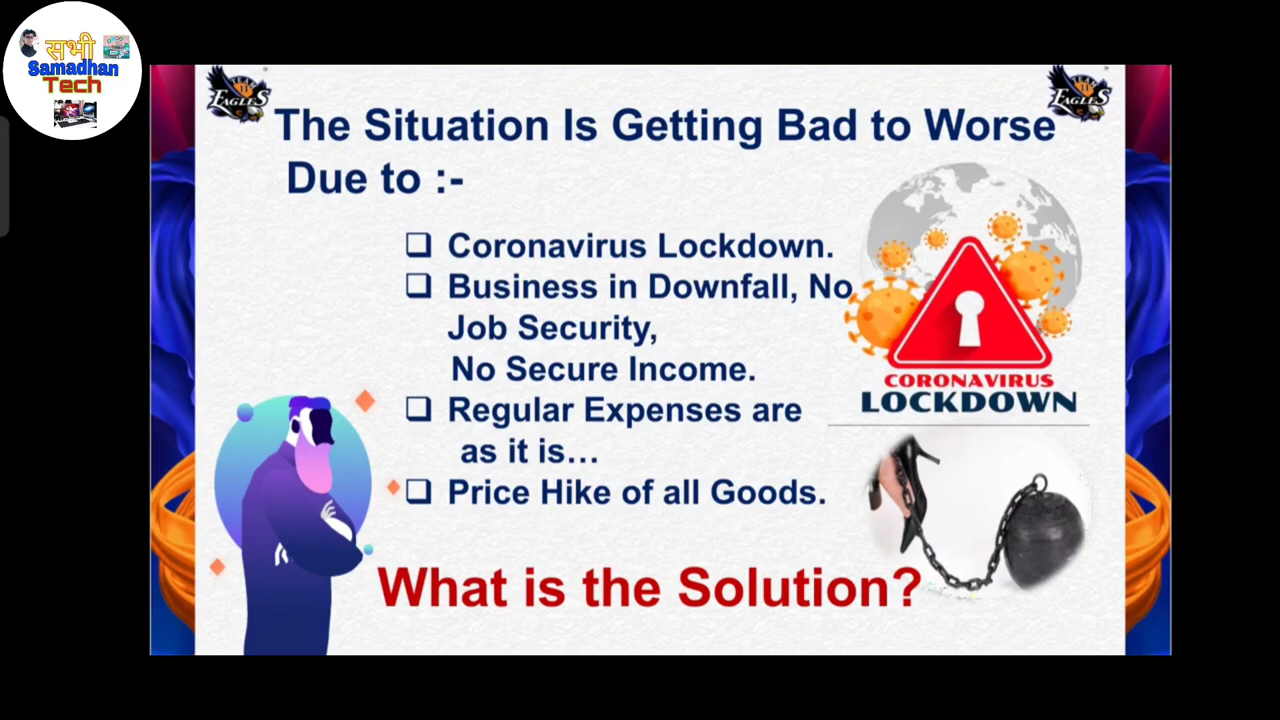 सभी
Samadhan
Tech
TEAM
EAGLES
TEAM
EAGLES
The Situation Is Getting Bad to Worse
Due to :-
❑ Coronavirus Lockdown.
❑ Business in Downfall, No
Job Security,
No Secure Income.
❑ Regular Expenses are
as it is...
❑ Price Hike of all Goods.
CORONAVIRUS
LOCKDOWN
What is the Solution?